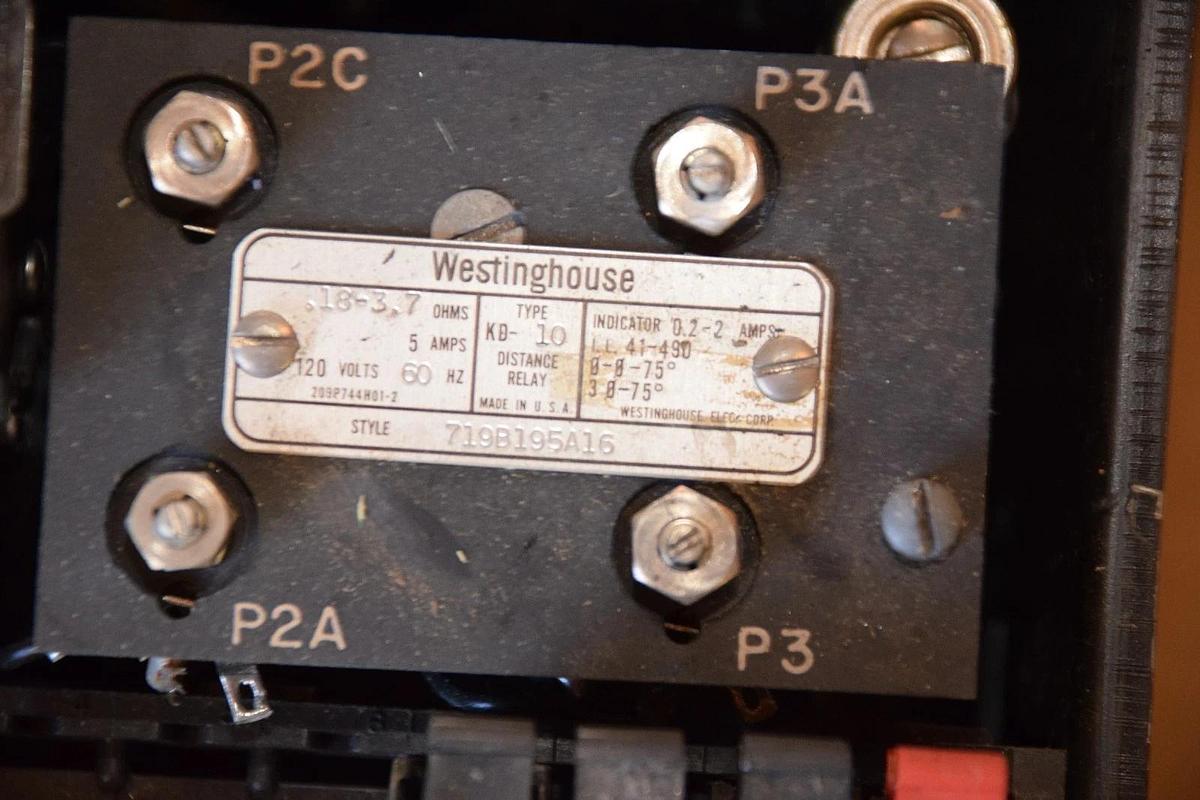 P2C
P3A
Westinghouse
.18-3.7 OHMS
5 AMPS
120 VOLTS 60 HZ
209P744H01-2
TYPE
KD- 10
DISTANCE
RELAY
MADE IN U.S.A.
INDICATOR 0.2-2 AMPS
I.L. 41-490
Ø-Ø-75°
3Ø-75°
WESTINGHOUSE ELEC. CORP.
STYLE 719B195A16
P2A
P3